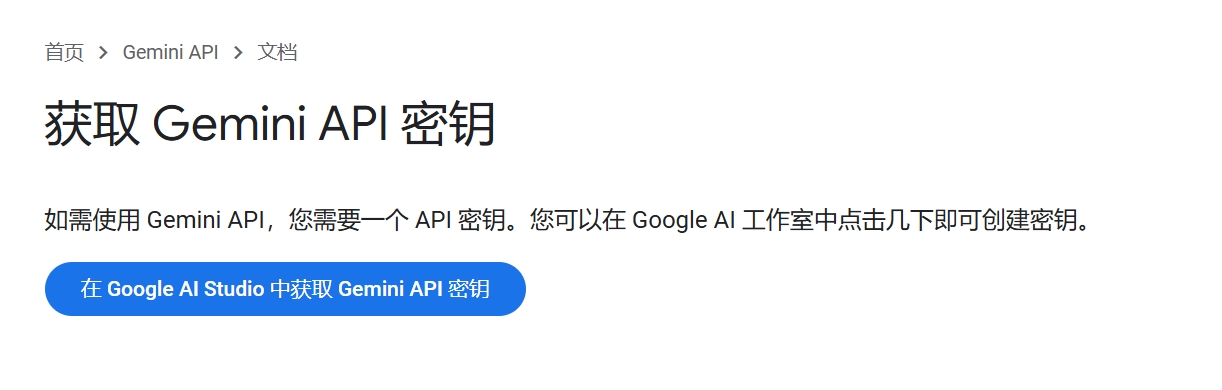 首页 > Gemini API > 文档
获取 Gemini API 密钥
如需使用 Gemini API，您需要一个 API 密钥。您可以在 Google AI 工作室中点击几下即可创建密钥。
在 Google AI Studio 中获取 Gemini API 密钥